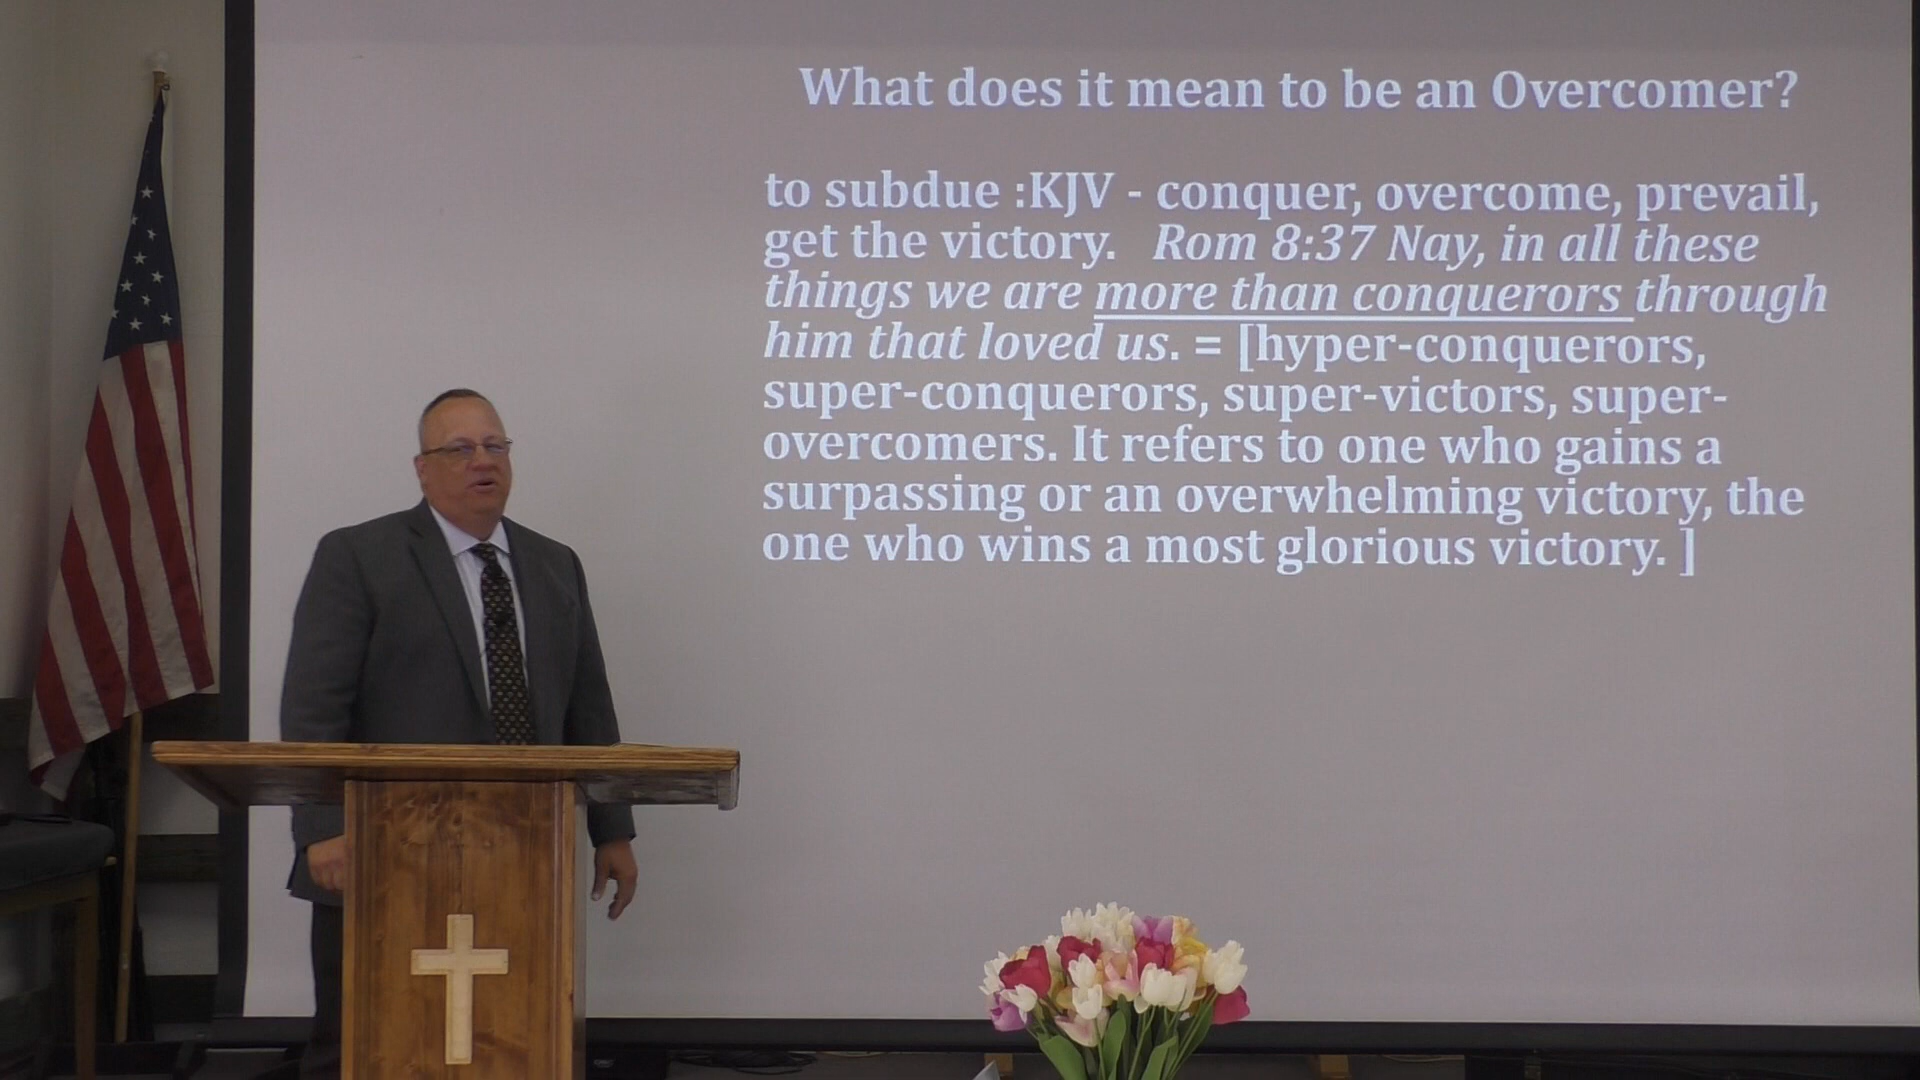 What does it mean to be an Overcomer?
to subdue :KJV - conquer, overcome, prevail,
get the victory. Rom 8:37 Nay, in all these
things we are more than conquerors through
him that loved us. = [hyper-conquerors,
super-conquerors, super-victors, super-
overcomers. It refers to one who gains a
surpassing or an overwhelming victory, the
one who wins a most glorious victory. ]